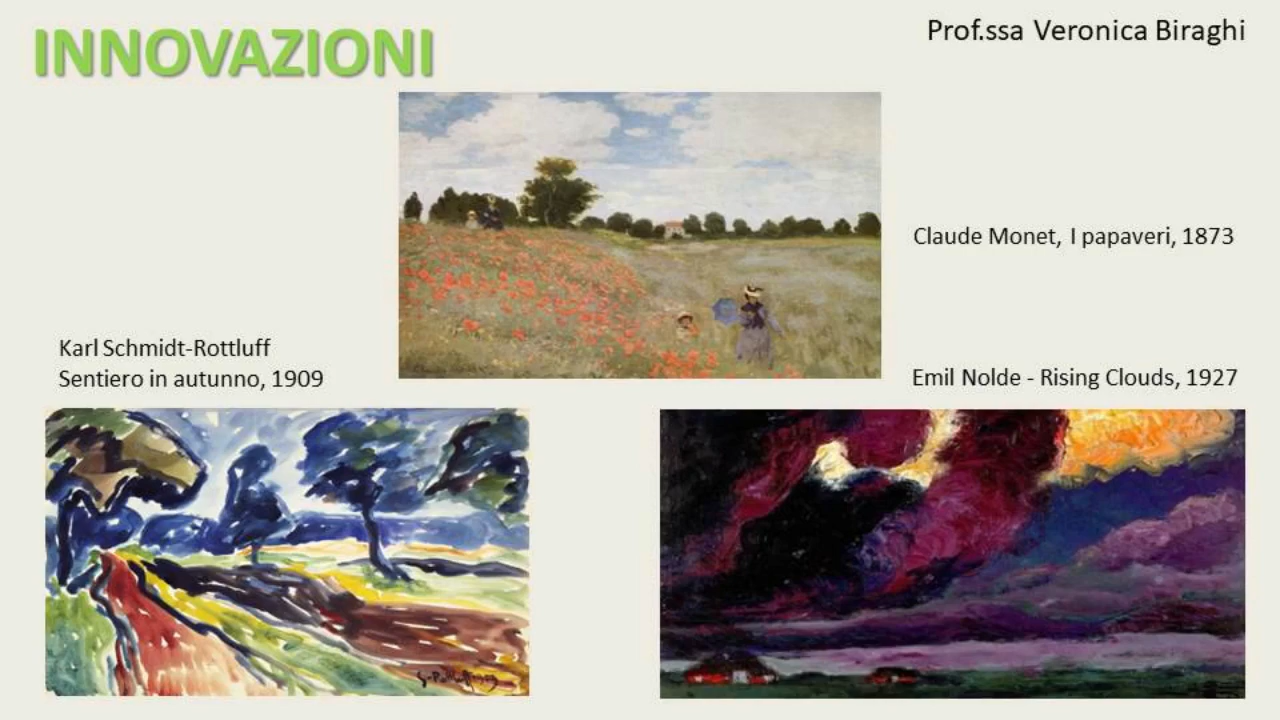 INNOVAZIONI
Prof.ssa Veronica Biraghi
Claude Monet, I papaveri, 1873
Karl Schmidt-Rottluff
Sentiero in autunno, 1909
Emil Nolde - Rising Clouds, 1927